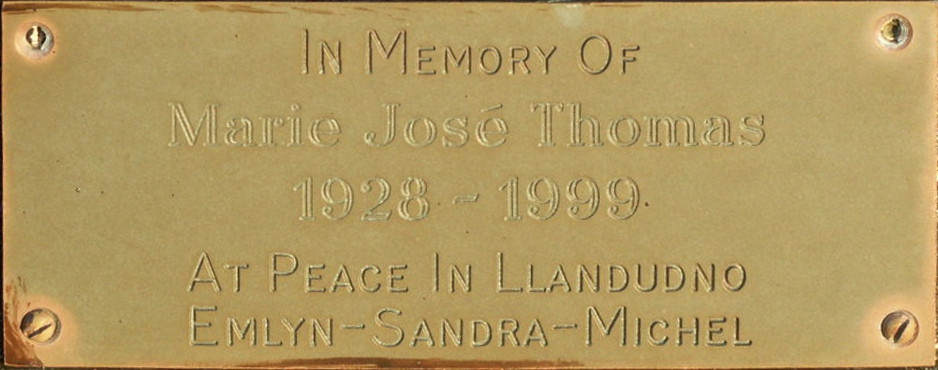 In Memory Of
Marie José Thomas
1928 - 1999
At Peace In Llandudno
Emlyn-Sandra-Michel